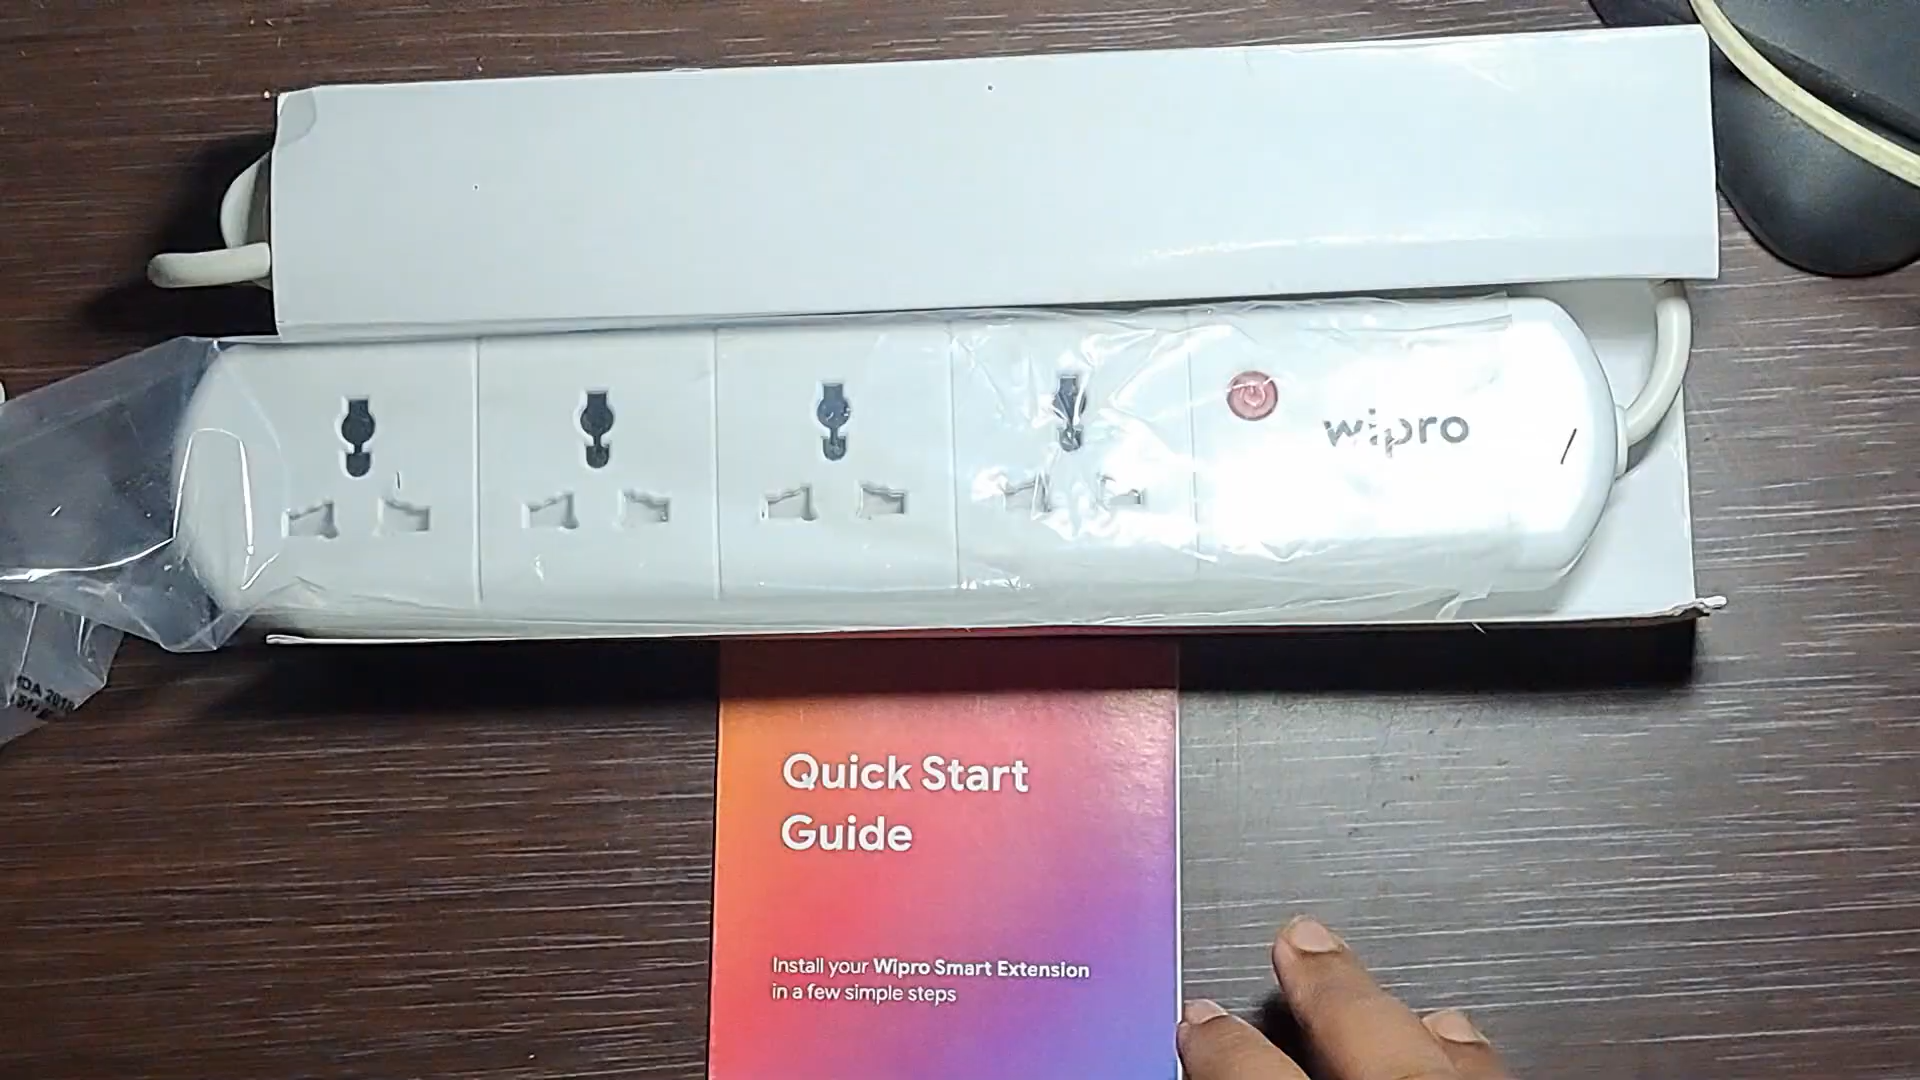 wipro
Quick Start
Guide
Install your Wipro Smart Extension
in a few simple steps